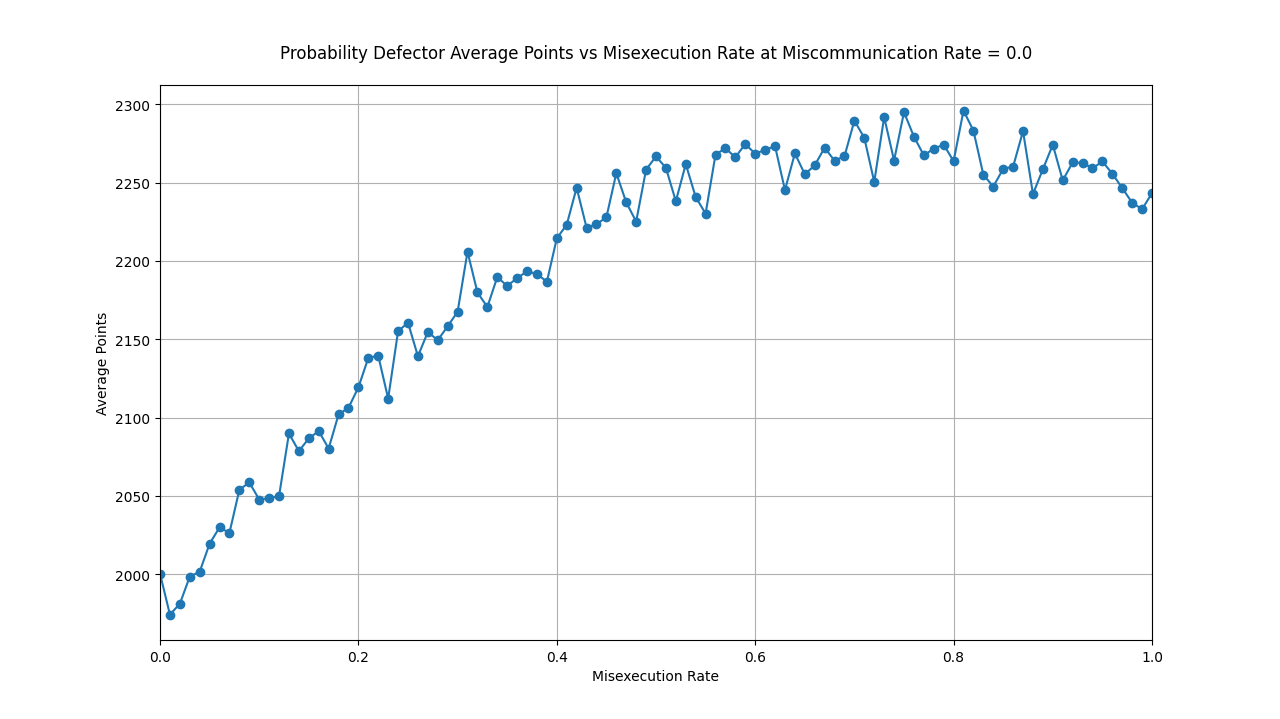 Probability Defector Average Points vs Misexecution Rate at Miscommunication Rate = 0.0
2300
2250
2200
2150
2100
2050
2000
Average Points
0.0 0.2 0.4 0.6 0.8 1.0
Misexecution Rate